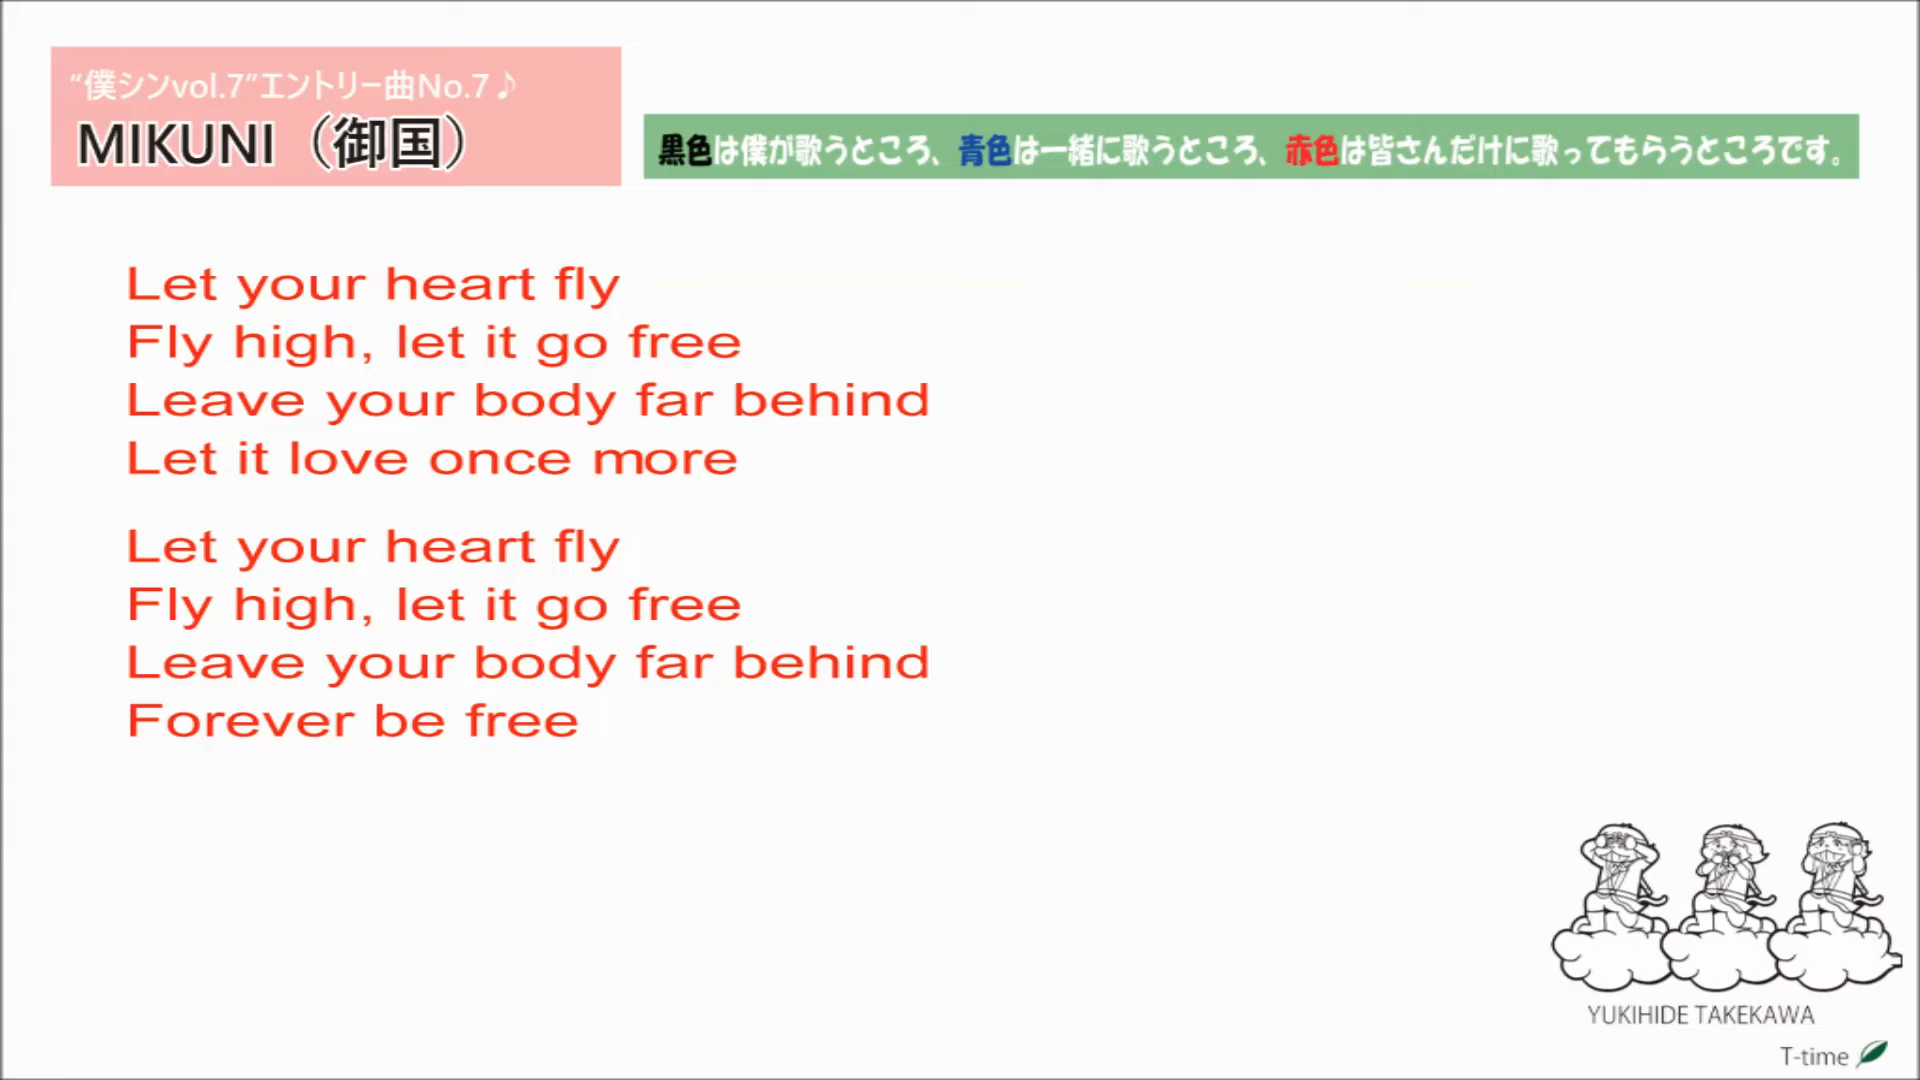 “僕シンvol.7”エントリー曲No.7♪
MIKUNI（御国）
黒色は僕が歌うところ、青色は一緒に歌うところ、赤色は皆さんだけに歌ってもらうところです。
Let your heart fly
Fly high, let it go free
Leave your body far behind
Let it love once more
Let your heart fly
Fly high, let it go free
Leave your body far behind
Forever be free
YUKIHIDE TAKEKAWA
T-time